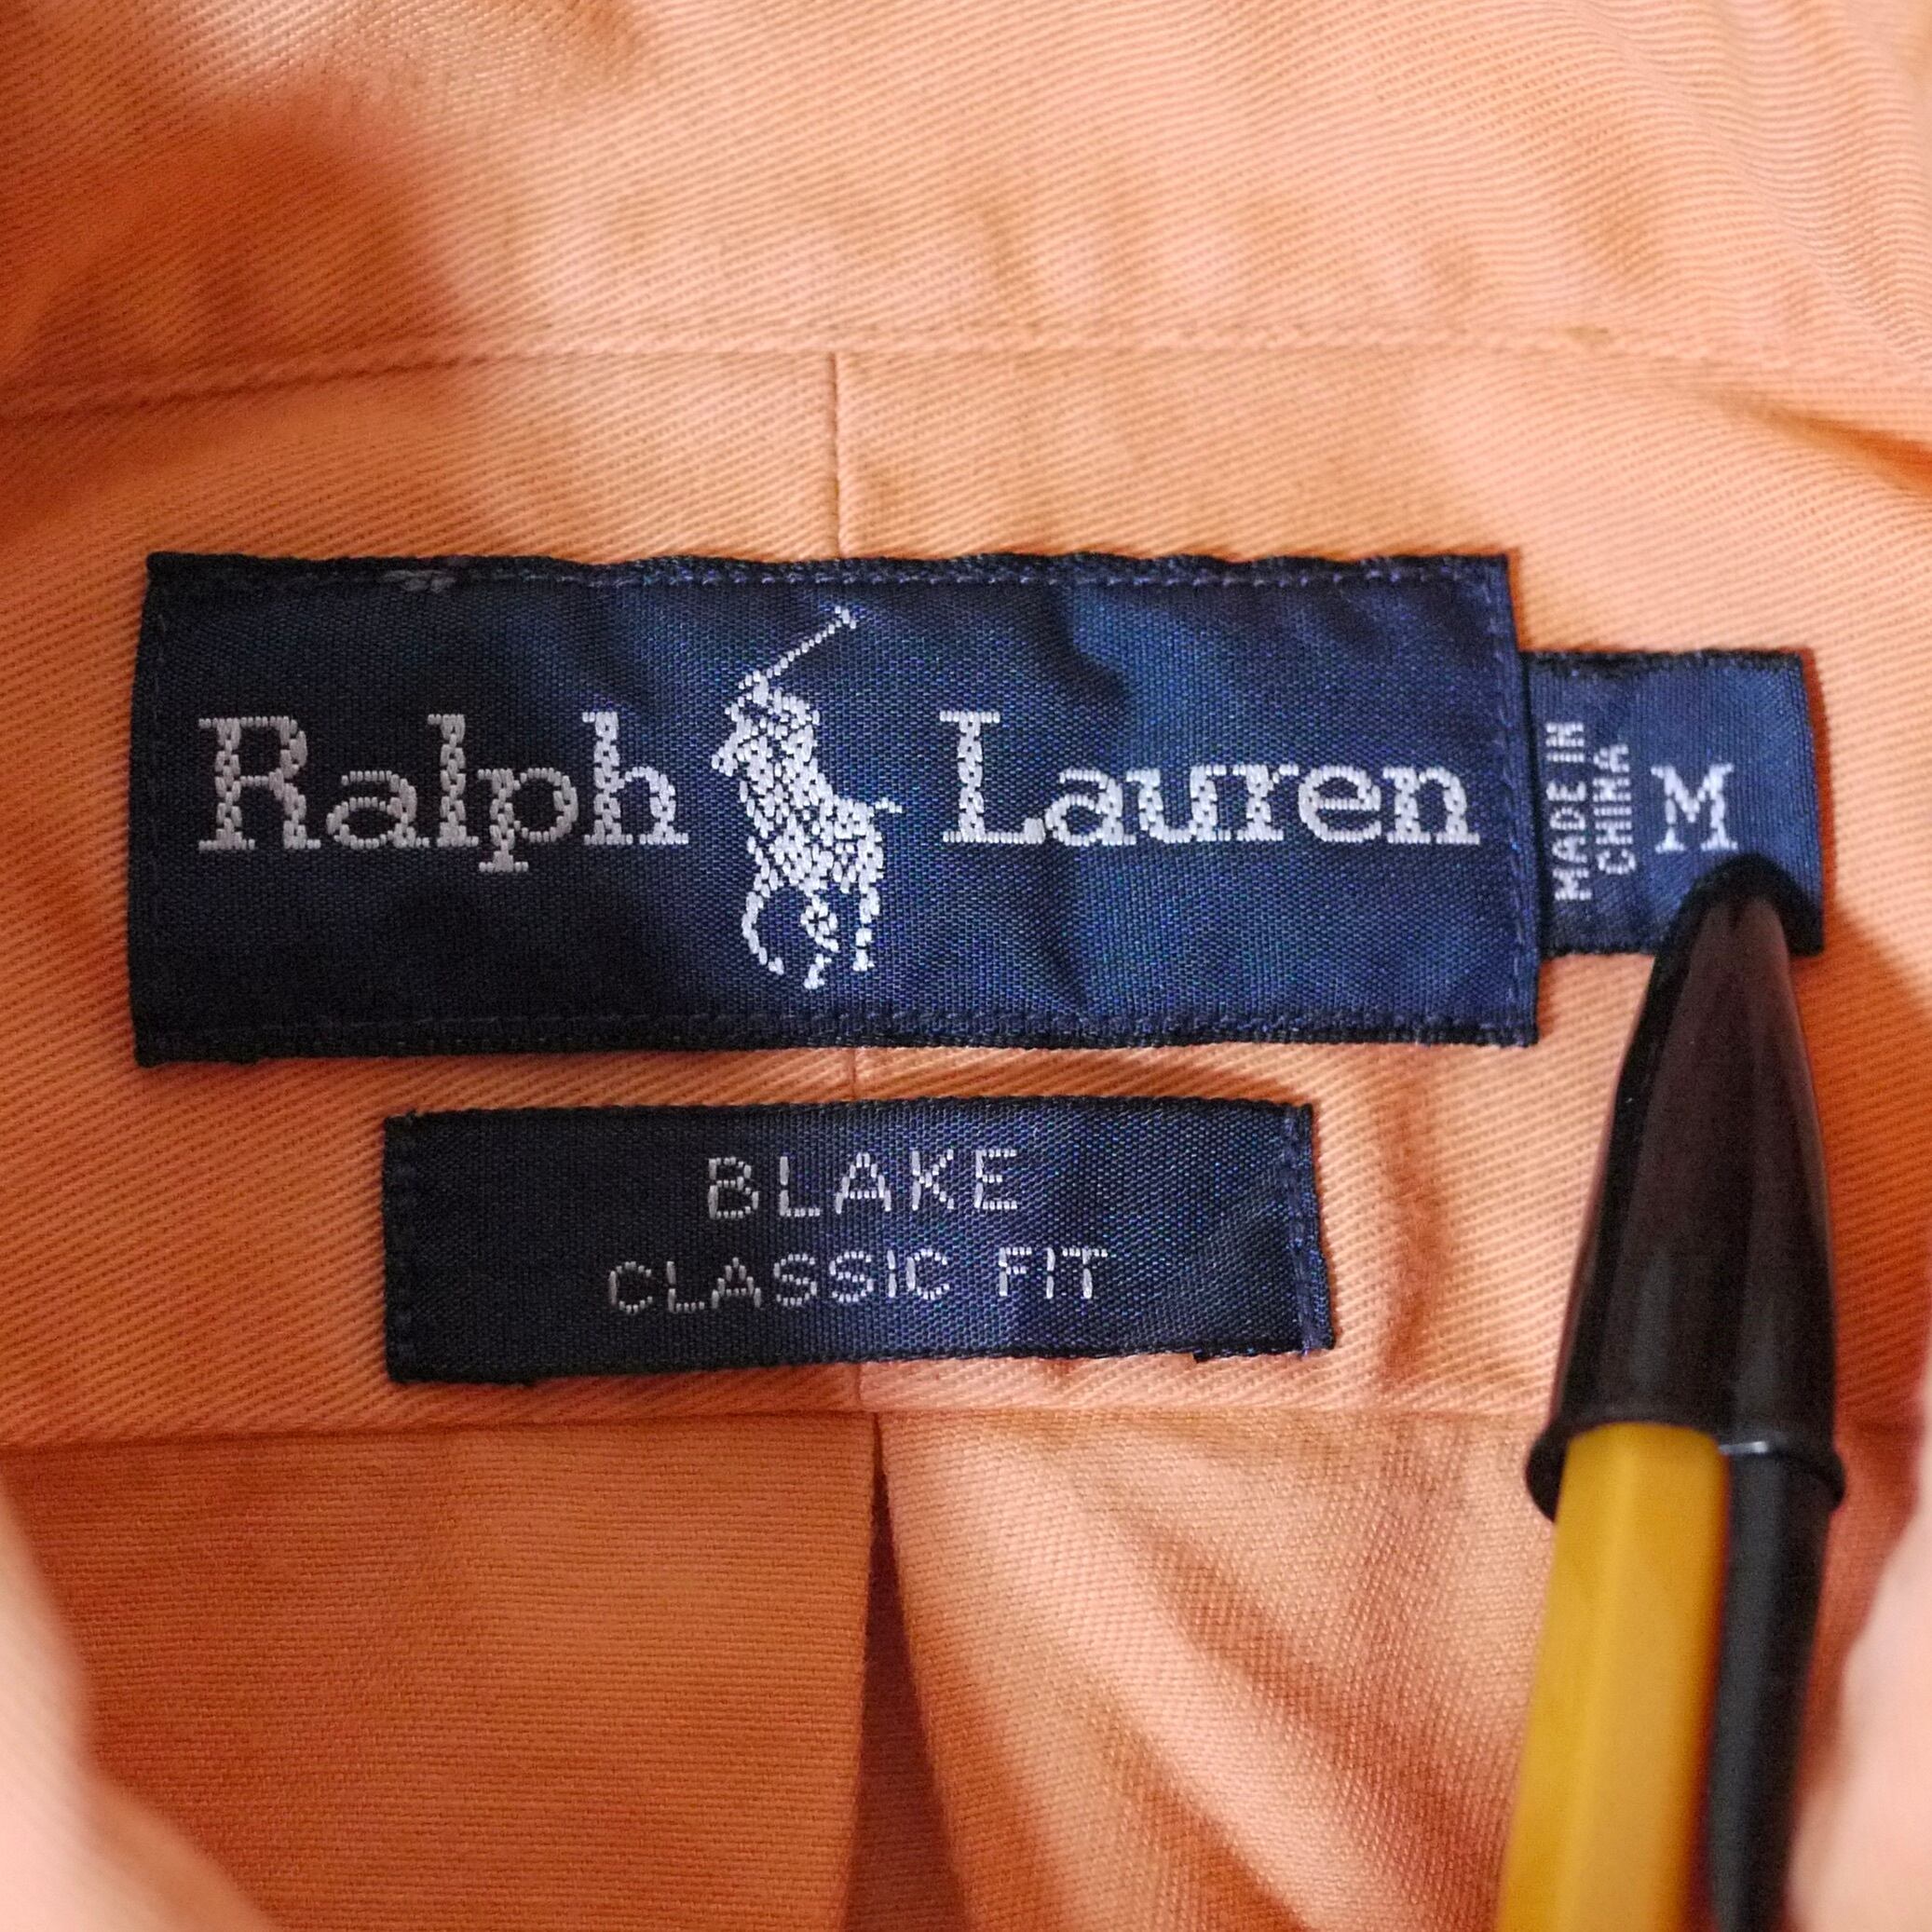 Ralph Lauren
MADE IN
CHINA
M
BLAKE
CLASSIC FIT